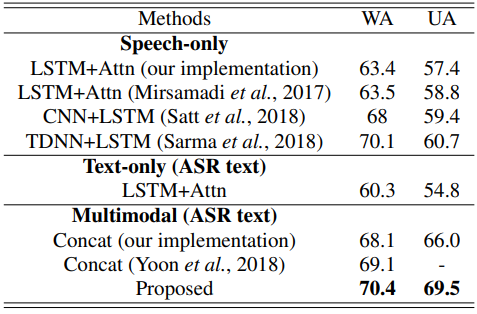 Methods WA UA
Speech-only
LSTM+Attn (our implementation) 63.4 57.4
LSTM+Attn (Mirsamadi et al., 2017) 63.5 58.8
CNN+LSTM (Satt et al., 2018) 68 59.4
TDNN+LSTM (Sarma et al., 2018) 70.1 60.7
Text-only (ASR text)
LSTM+Attn 60.3 54.8
Multimodal (ASR text)
Concat (our implementation) 68.1 66.0
Concat (Yoon et al., 2018) 69.1 -
Proposed 70.4 69.5